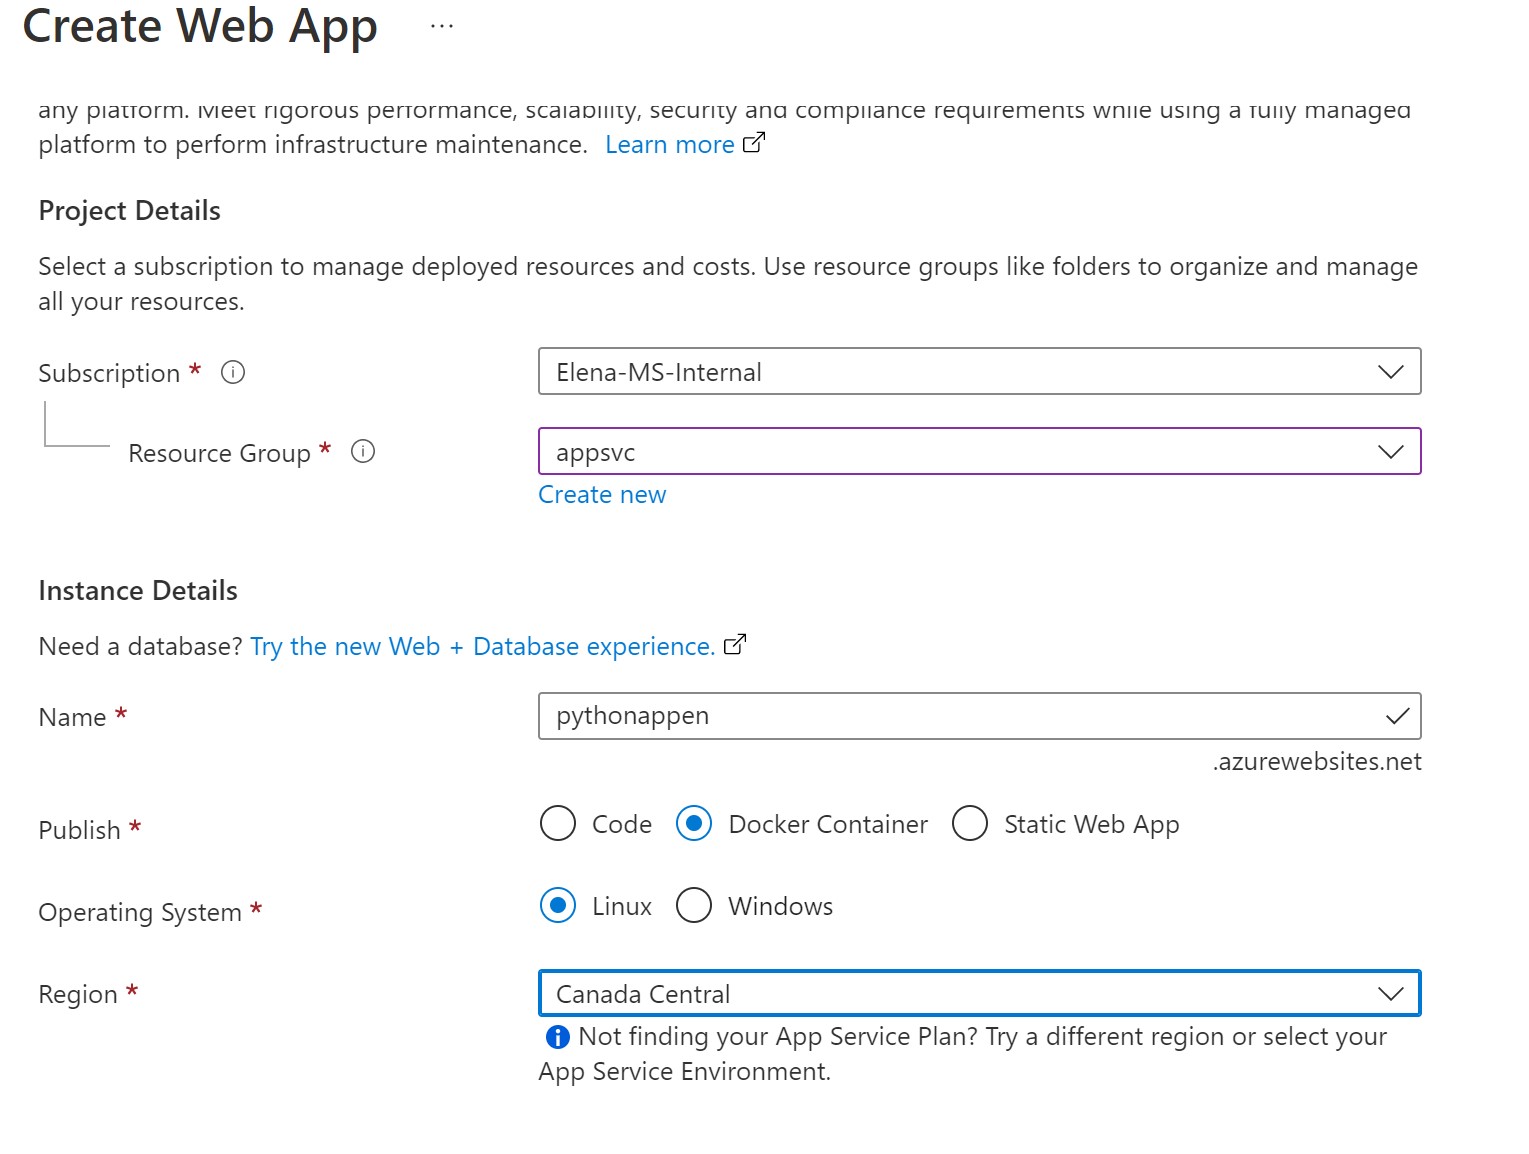 Create Web App ...
any platform. Meet rigorous performance, scalability, security and compliance requirements while using a fully managed
platform to perform infrastructure maintenance. Learn more
Project Details
Select a subscription to manage deployed resources and costs. Use resource groups like folders to organize and manage
all your resources.
Subscription * Elena-MS-Internal
Resource Group * appsvc
Create new
Instance Details
Need a database? Try the new Web + Database experience.
Name * pythonappen
.azurewebsites.net
Publish * Code Docker Container Static Web App
Operating System * Linux Windows
Region * Canada Central
Not finding your App Service Plan? Try a different region or select your
App Service Environment.